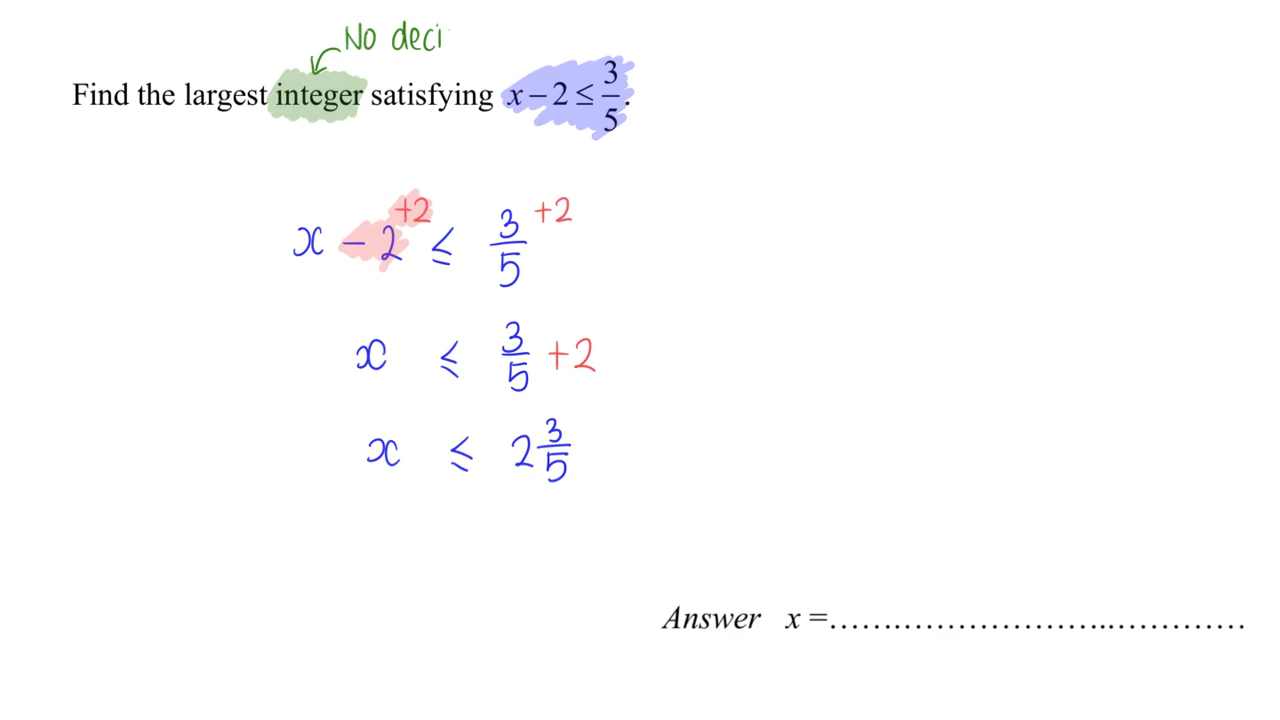 No deci
Find the largest integer satisfying x − 2 ≤ 3/5.
x − 2 +2 ≤ 3/5 +2
x ≤ 3/5 +2
x ≤ 2 3/5
Answer x =.......................................